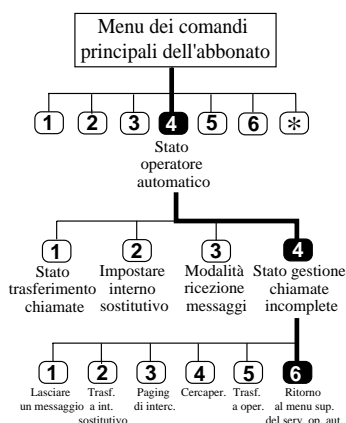 Menu dei comandi
principali dell'abbonato
1 2 3 4 5 6 *
Stato
operatore
automatico
1 2 3 4
Stato Impostare Modalità Stato gestione
trasferimento interno ricezione chiamate
chiamate sostitutivo messaggi incomplete
1 2 3 4 5 6
Lasciare Trasf. Paging Cercaper. Trasf. Ritorno
un messaggio a int. di interc. a oper. al menu sup.
sostitutivo del serv. op. aut.